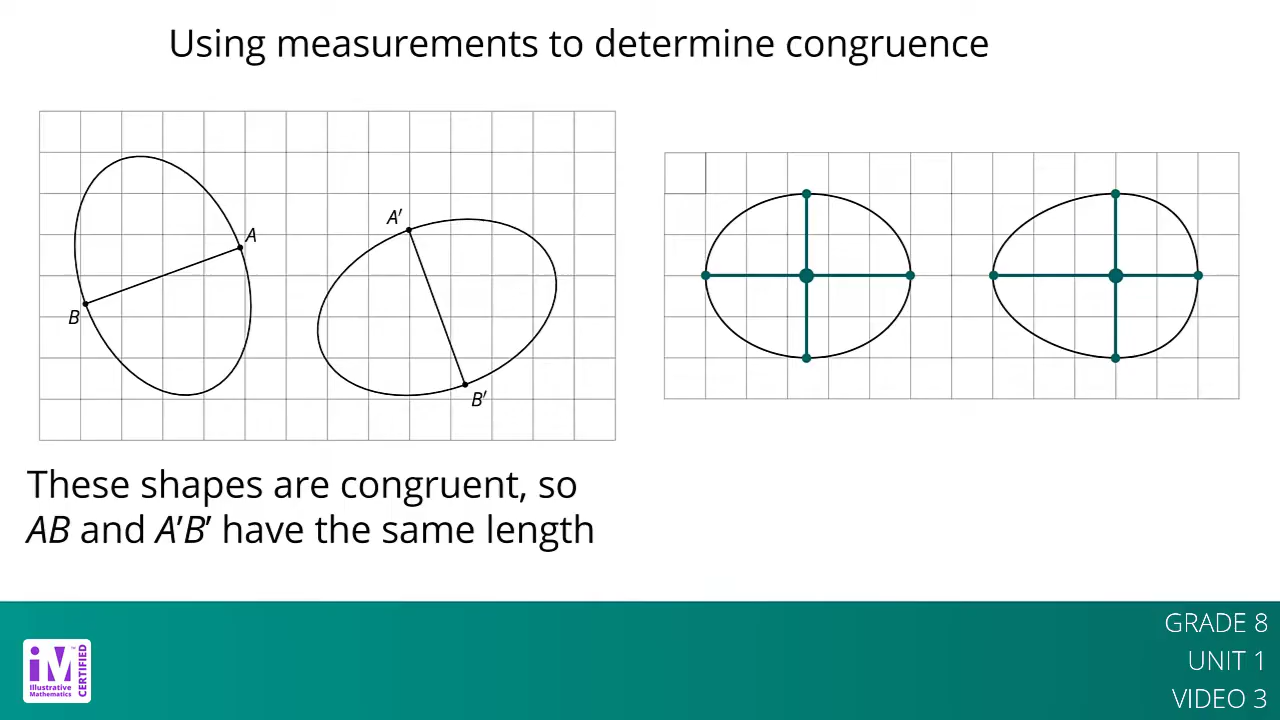 Using measurements to determine congruence
A
B
A′
B′
These shapes are congruent, so
AB and A′B′ have the same length
GRADE 8
UNIT 1
VIDEO 3
iM™
Illustrative
Mathematics
CERTIFIED